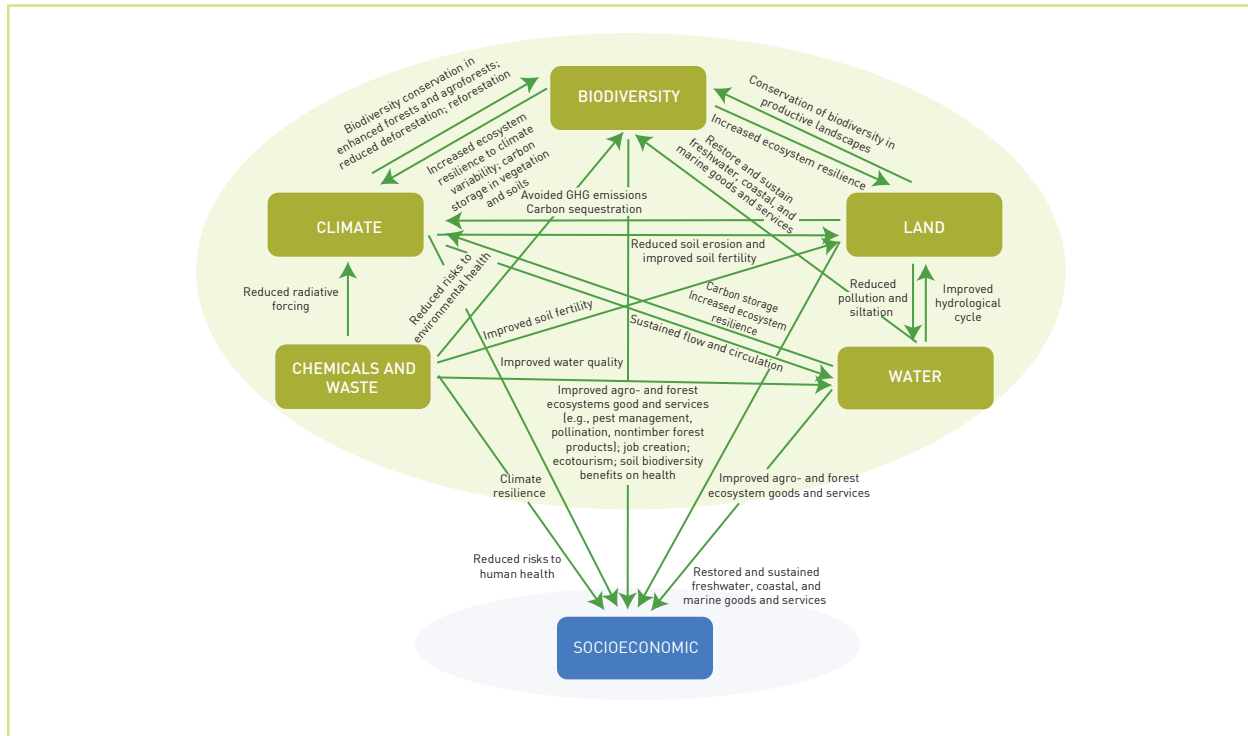 BIODIVERSITY
Biodiversity conservation in
enhanced forests and agroforests;
reduced deforestation; reforestation
Increased ecosystem
resilience to climate
variability; carbon
storage in vegetation
and soils
Conservation of biodiversity in
productive landscapes
Increased ecosystem resilience
Restore and sustain
freshwater, coastal, and
marine goods and services
CLIMATE
Avoided GHG emissions
Carbon sequestration
LAND
Reduced soil erosion and
improved soil fertility
Reduced radiative
forcing
Reduced risks to
environmental health
Improved soil fertility
Carbon storage
Increased ecosystem
resilience
Sustained flow and circulation
Reduced
pollution and
siltation
Improved
hydrological
cycle
CHEMICALS AND
WASTE
Improved water quality
WATER
Improved agro- and forest
ecosystems good and services
(e.g., pest management,
pollination, nontimber forest
products); job creation;
ecotourism; soil biodiversity
benefits on health
Climate
resilience
Improved agro- and forest
ecosystem goods and services
Reduced risks to
human health
Restored and sustained
freshwater, coastal, and
marine goods and services
SOCIOECONOMIC